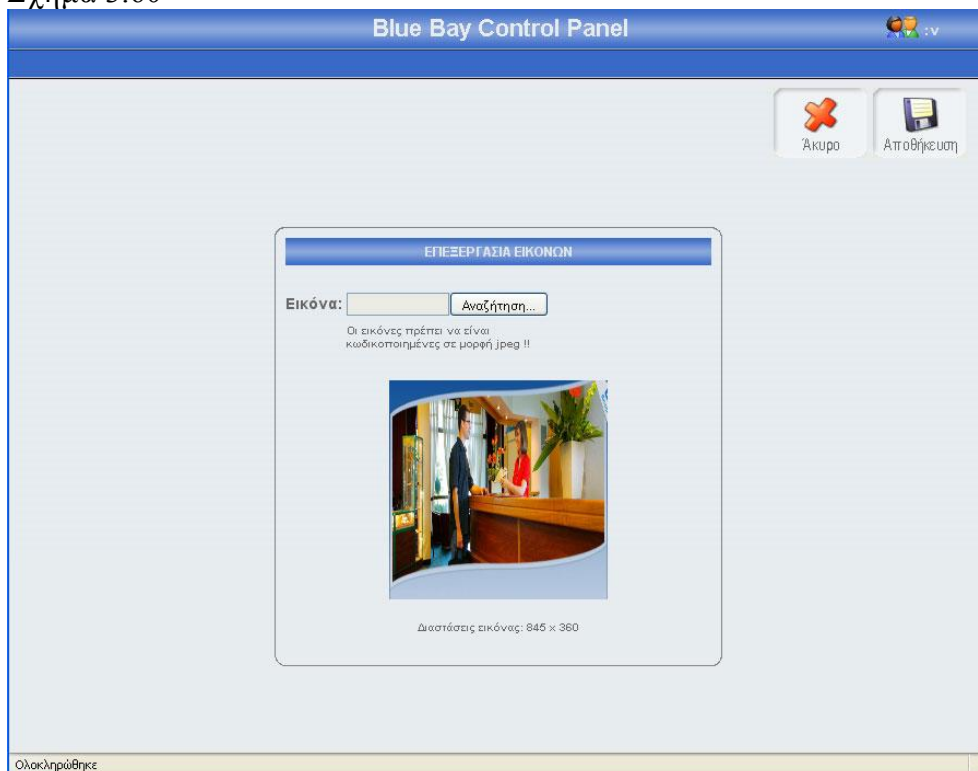 Blue Bay Control Panel
:v
Άκυρο
Αποθήκευση
ΕΠΕΞΕΡΓΑΣΙΑ ΕΙΚΟΝΩΝ
Εικόνα:
Αναζήτηση...
Οι εικόνες πρέπει να είναι
κωδικοποιημένες σε μορφή jpeg !!
Διαστάσεις εικόνας: 845 x 360
Ολοκληρώθηκε